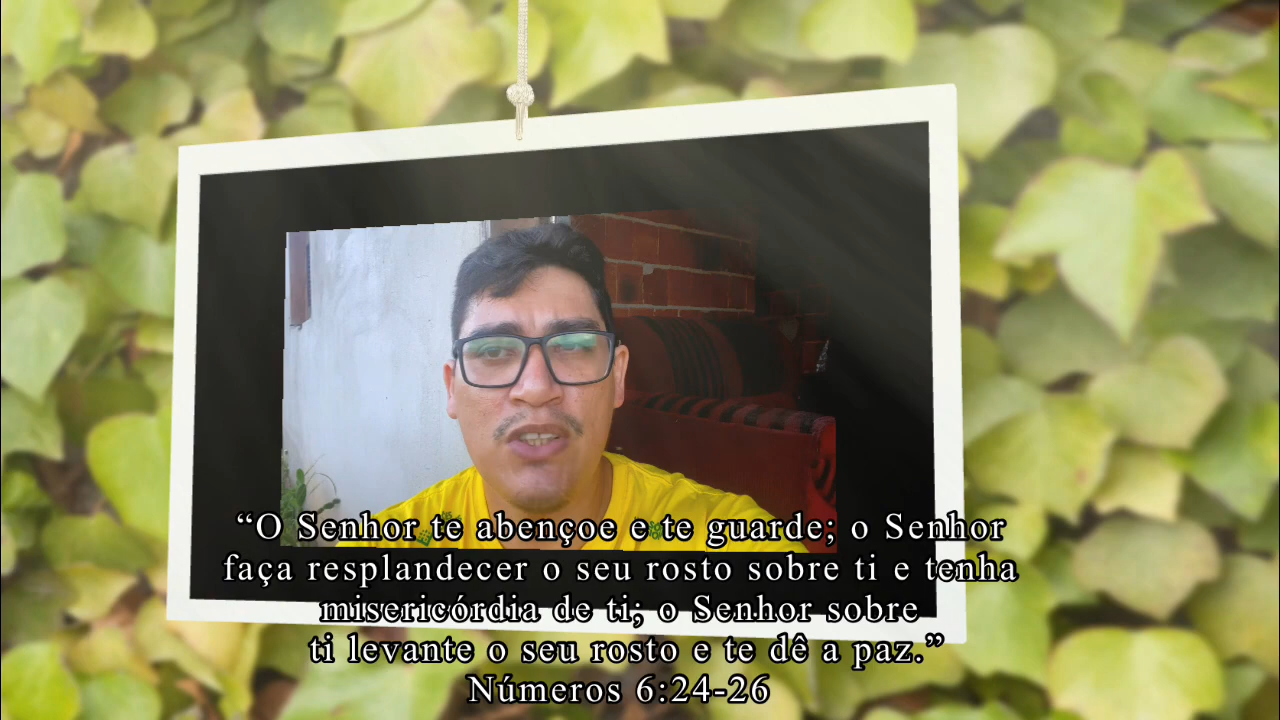 “O Senhor te abençoe e te guarde; o Senhor
faça resplandecer o seu rosto sobre ti e tenha
misericórdia de ti; o Senhor sobre
ti levante o seu rosto e te dê a paz.”
Números 6:24-26